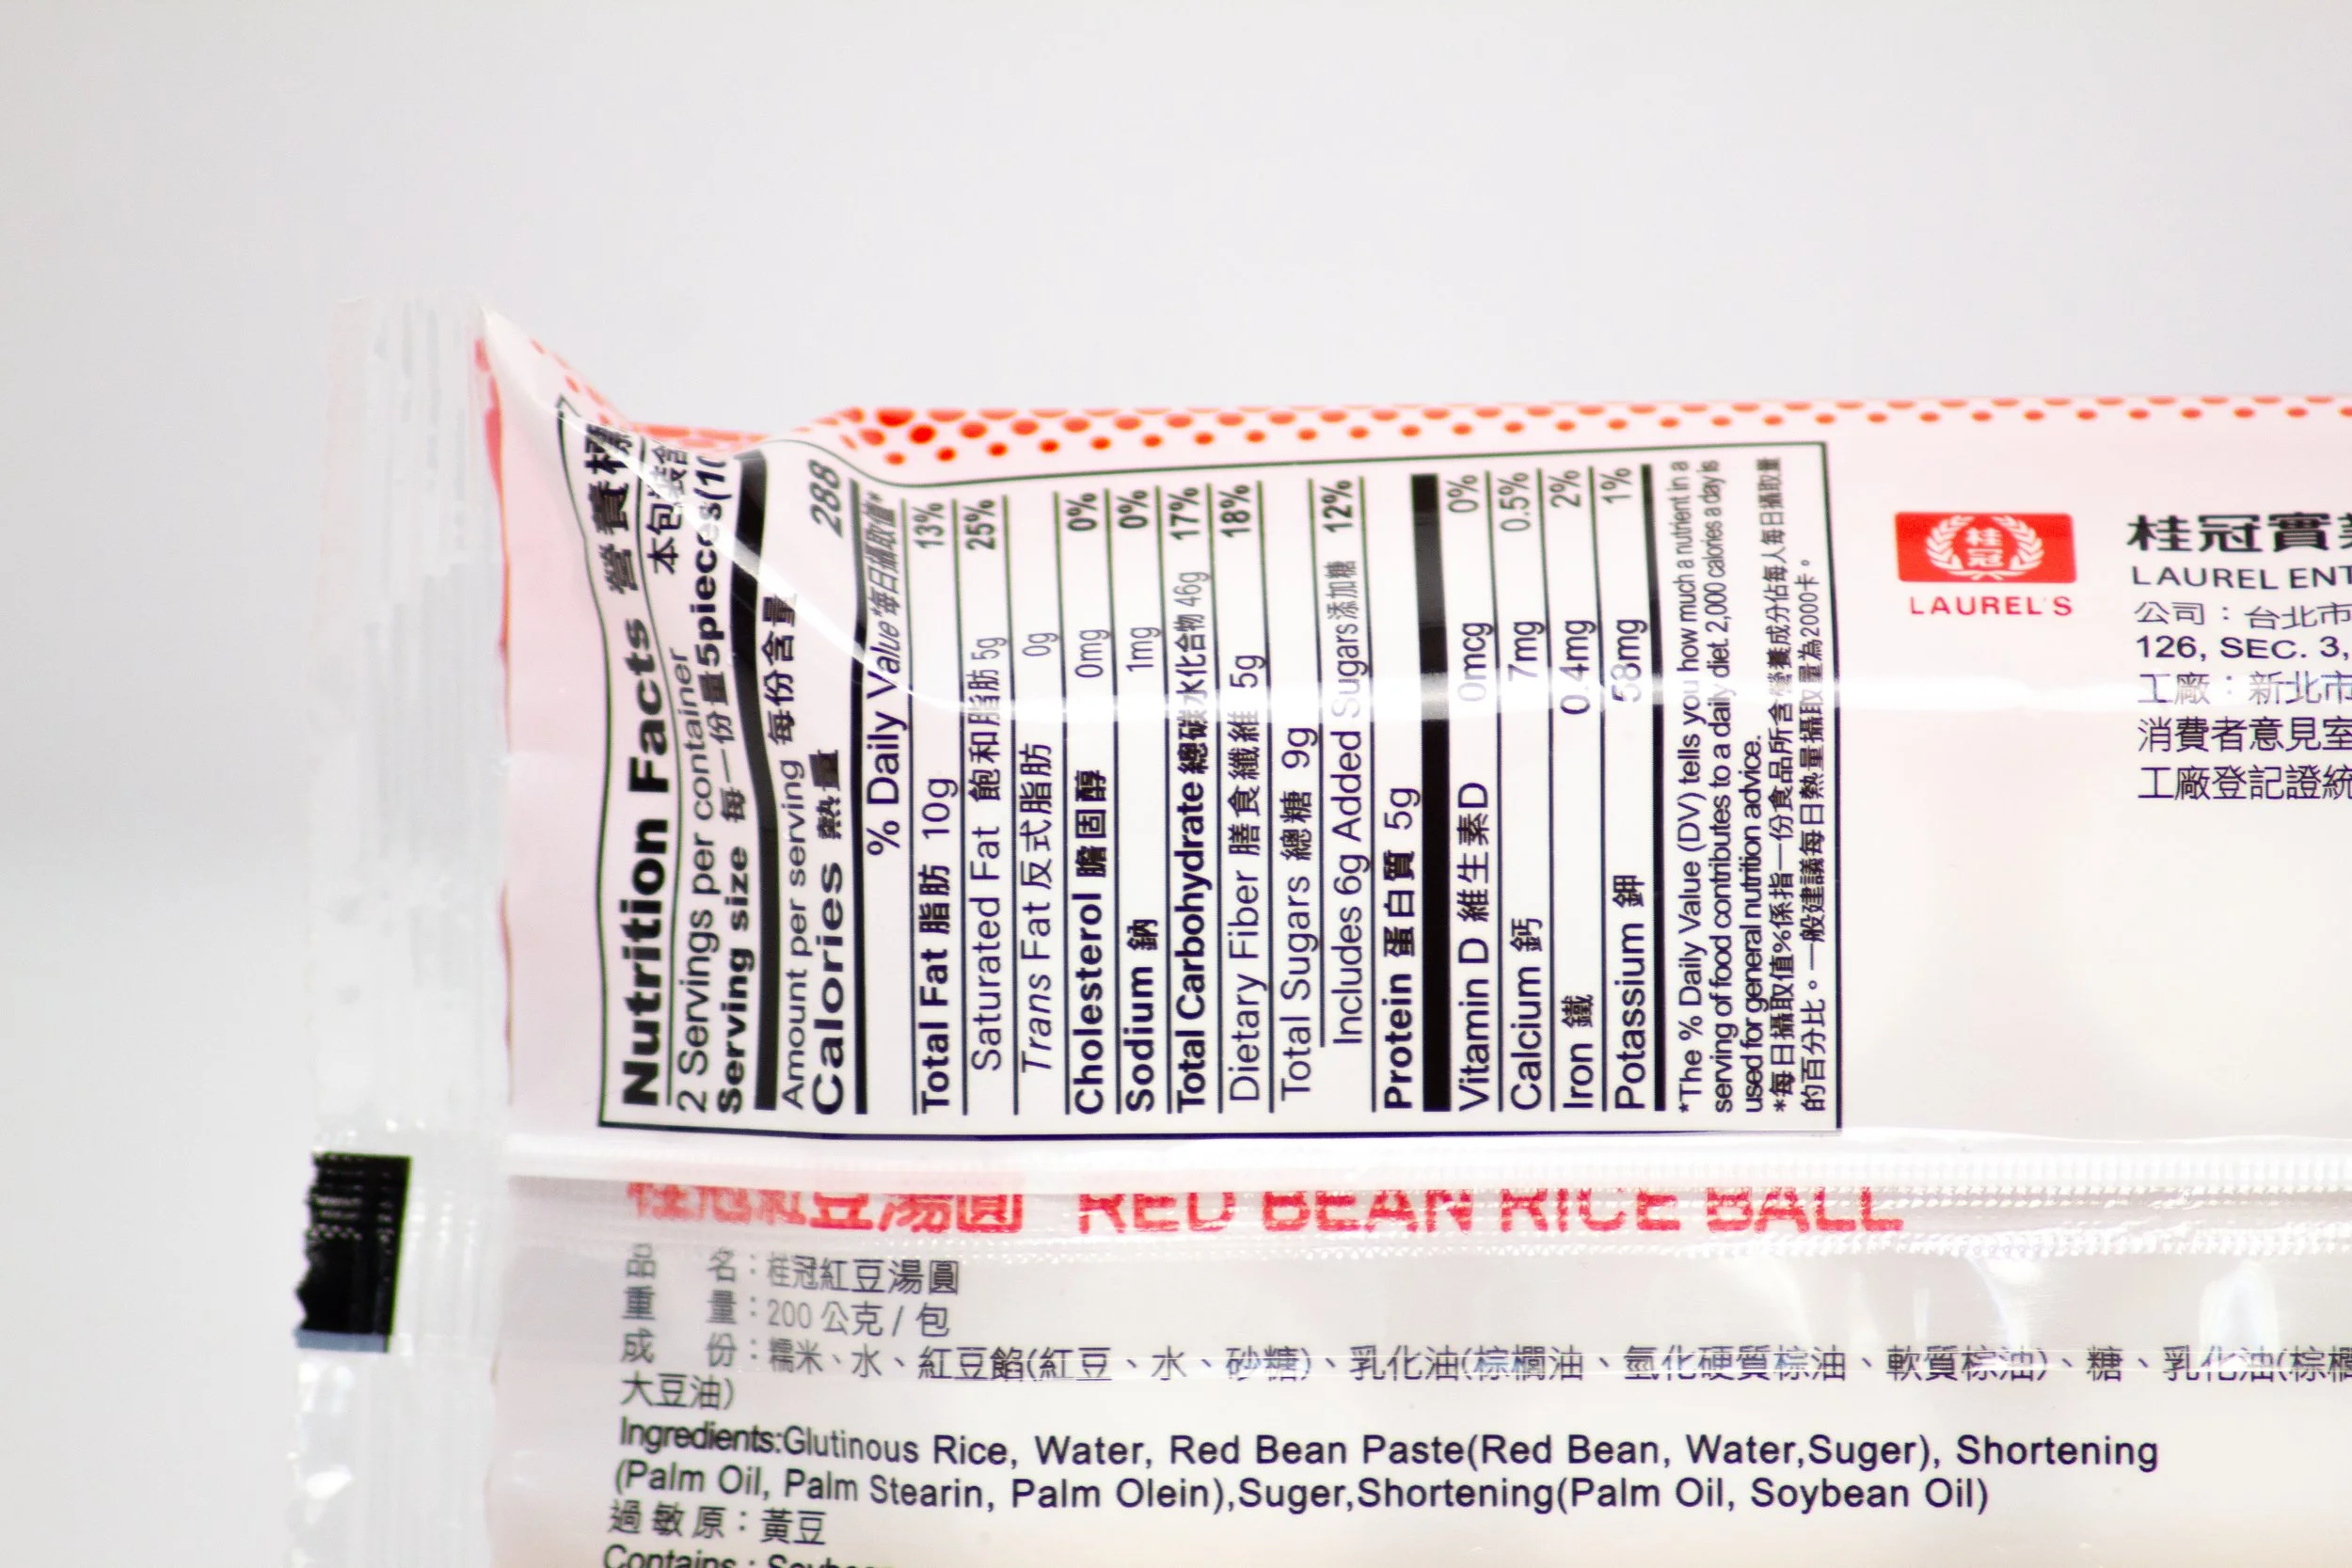 Nutrition Facts 營養標
2 Servings per container 本包裝含
Serving size 每一份量5pieces(10
Amount per serving 每份含量
Calories 熱量 288
% Daily Value*每日攝取值*
Total Fat 脂肪 10g 13%
Saturated Fat 飽和脂肪 5g 25%
Trans Fat 反式脂肪 0g
Cholesterol 膽固醇 0mg 0%
Sodium 鈉 1mg 0%
Total Carbohydrate 總碳水化合物 46g 17%
Dietary Fiber 膳食纖維 5g 18%
Total Sugars 總糖 9g
Includes 6g Added Sugars添加糖 12%
Protein 蛋白質 5g
Vitamin D 維生素D 0mcg 0%
Calcium 鈣 7mg 0.5%
Iron 鐵 0.4mg 2%
Potassium 鉀 58mg 1%
*The % Daily Value (DV) tells you how much a nutrient in a
serving of food contributes to a daily diet. 2,000 calories a day is
used for general nutrition advice.
*每日攝取值%係指一份食品所含營養成分佔每人每日攝取量
的百分比。一般建議每日熱量攝取量為2000卡。
桂冠
LAUREL'S
桂冠實業
LAUREL ENT
公司：台北市
126, SEC. 3,
工廠：新北市
消費者意見室
工廠登記證統
桂冠紅豆湯圓 RED BEAN RICE BALL
品 名：桂冠紅豆湯圓
重 量：200公克/包
成 份：糯米、水、紅豆餡(紅豆、水、砂糖)、乳化油(棕櫚油、氫化硬質棕油、軟質棕油)、糖、乳化油(棕櫚
大豆油)
Ingredients:Glutinous Rice, Water, Red Bean Paste(Red Bean, Water,Suger), Shortening
(Palm Oil, Palm Stearin, Palm Olein),Suger,Shortening(Palm Oil, Soybean Oil)
過敏原：黃豆
Contains : Soybean